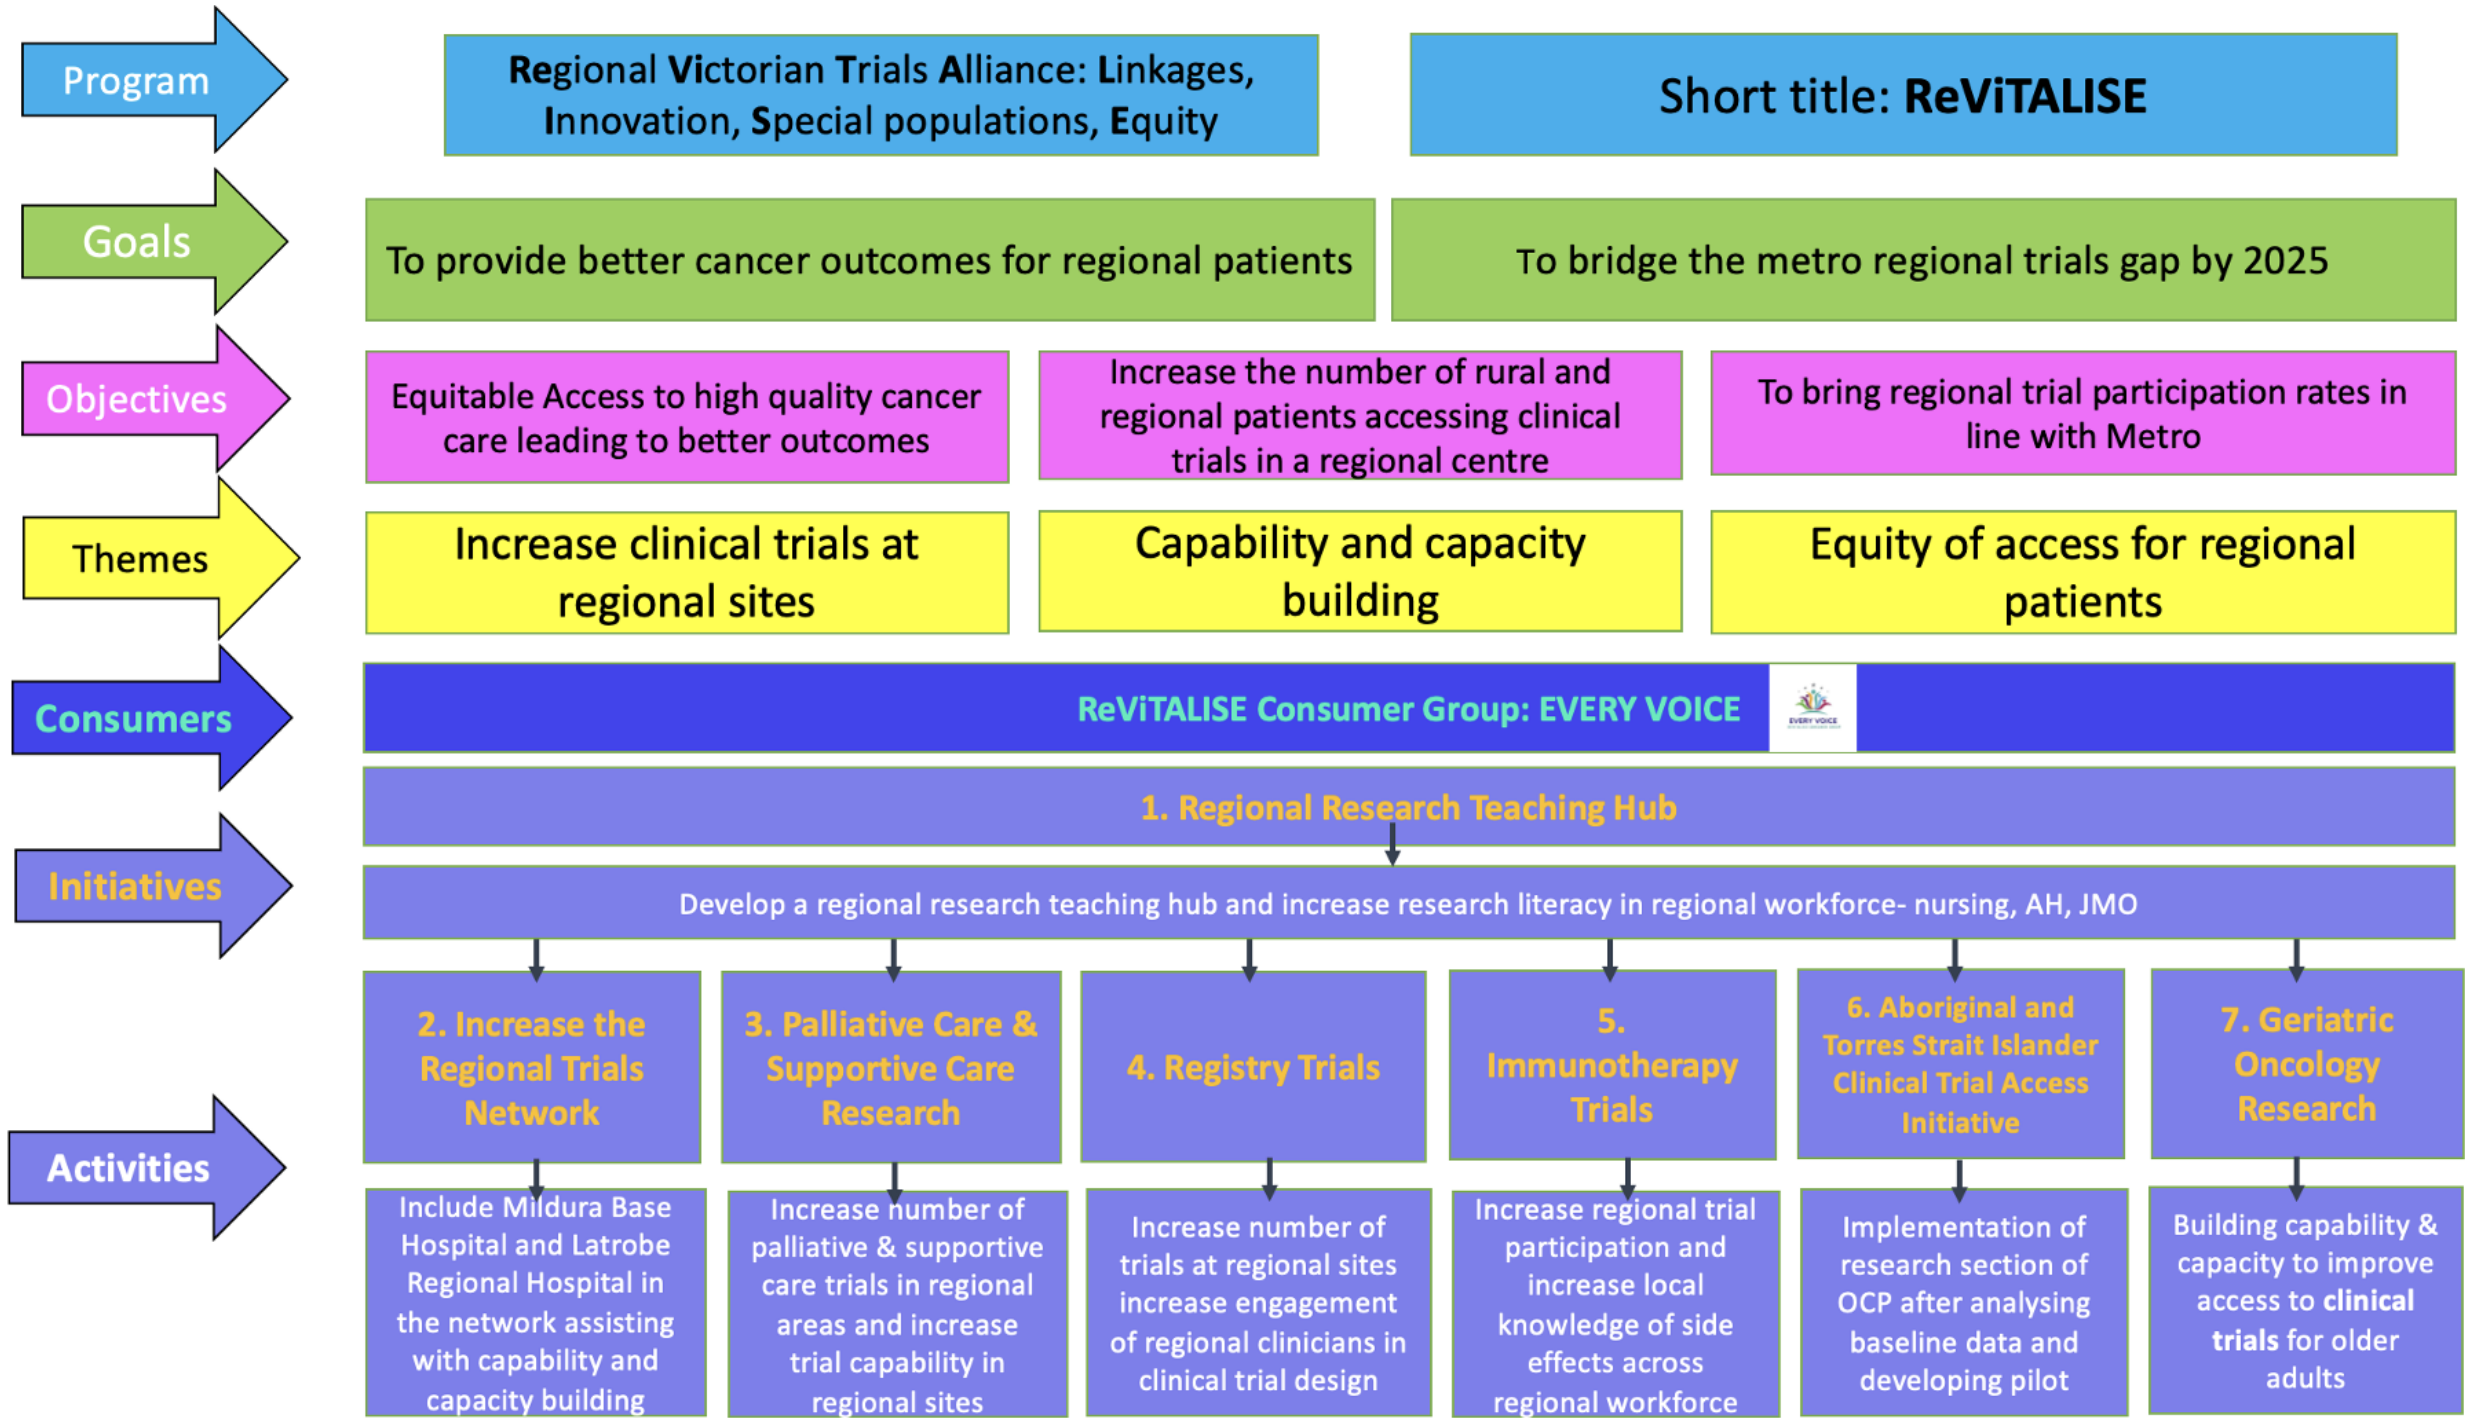 Program
Regional Victorian Trials Alliance: Linkages,
Innovation, Special populations, Equity
Short title: ReViTALISE
Goals
To provide better cancer outcomes for regional patients
To bridge the metro regional trials gap by 2025
Objectives
Equitable Access to high quality cancer
care leading to better outcomes
Increase the number of rural and
regional patients accessing clinical
trials in a regional centre
To bring regional trial participation rates in
line with Metro
Themes
Increase clinical trials at
regional sites
Capability and capacity
building
Equity of access for regional
patients
Consumers
ReViTALISE Consumer Group: EVERY VOICE
EVERY VOICE
Initiatives
1. Regional Research Teaching Hub
Develop a regional research teaching hub and increase research literacy in regional workforce- nursing, AH, JMO
Activities
2. Increase the
Regional Trials
Network
3. Palliative Care &
Supportive Care
Research
4. Registry Trials
5.
Immunotherapy
Trials
6. Aboriginal and
Torres Strait Islander
Clinical Trial Access
Initiative
7. Geriatric
Oncology
Research
Include Mildura Base
Hospital and Latrobe
Regional Hospital in
the network assisting
with capability and
capacity building
Increase number of
palliative & supportive
care trials in regional
areas and increase
trial capability in
regional sites
Increase number of
trials at regional sites
increase engagement
of regional clinicians in
clinical trial design
Increase regional trial
participation and
increase local
knowledge of side
effects across
regional workforce
Implementation of
research section of
OCP after analysing
baseline data and
developing pilot
Building capability &
capacity to improve
access to clinical
trials for older
adults